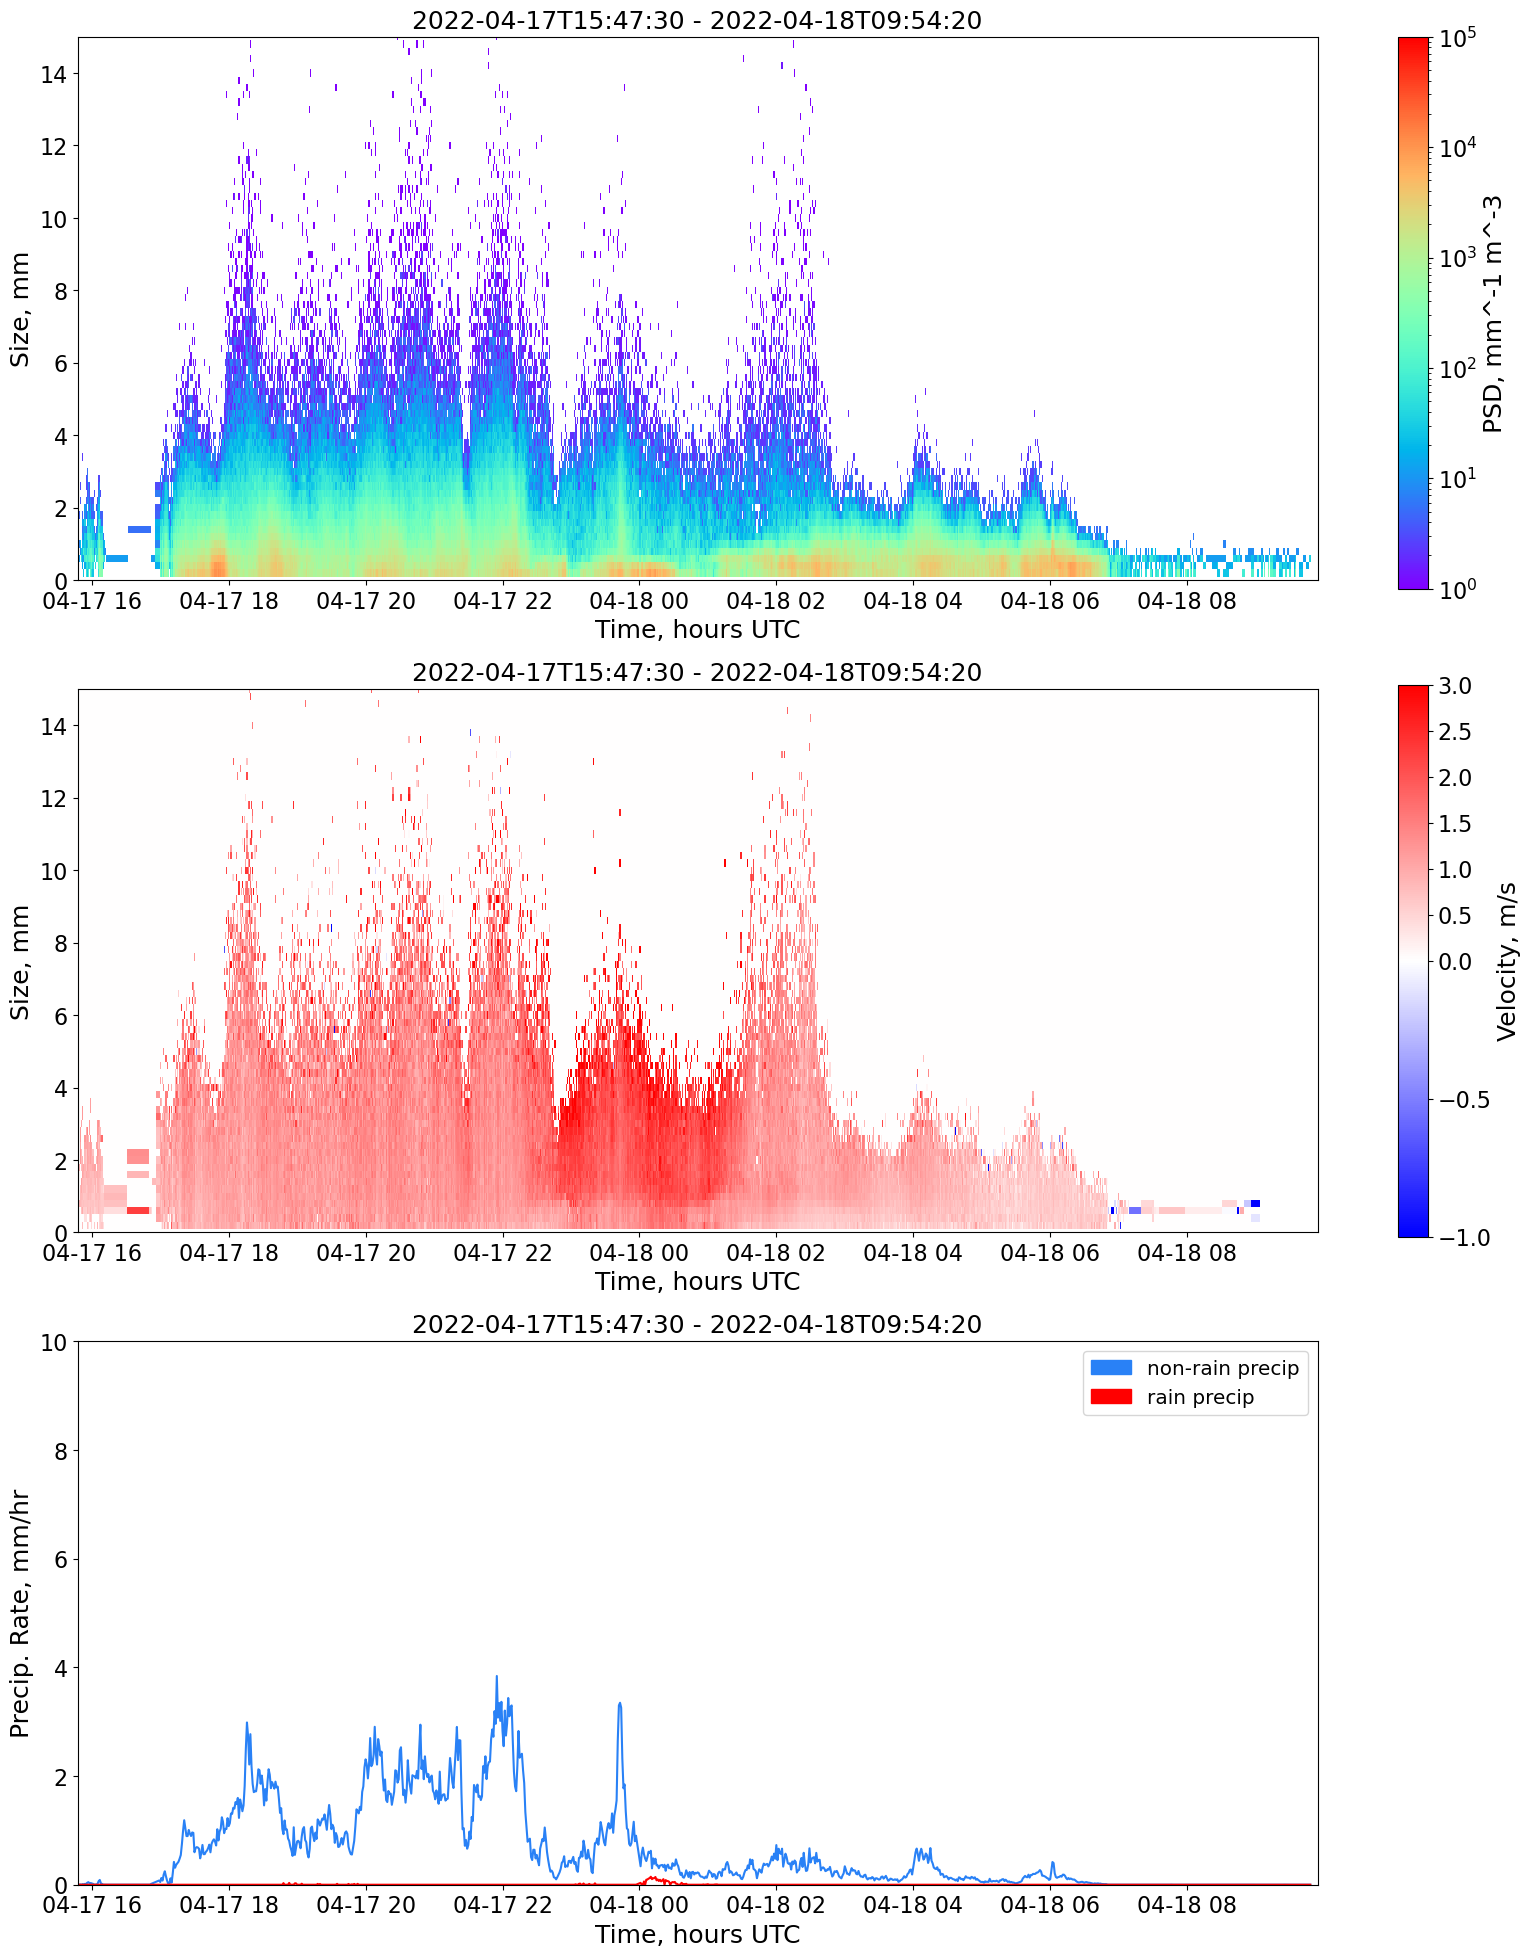 2022-04-17T15:47:30 - 2022-04-18T09:54:20
Size, mm
14
12
10
8
6
4
2
0
04-17 16 04-17 18 04-17 20 04-17 22 04-18 00 04-18 02 04-18 04 04-18 06 04-18 08
Time, hours UTC
10^5
10^4
10^3
10^2
10^1
10^0
PSD, mm^-1 m^-3
2022-04-17T15:47:30 - 2022-04-18T09:54:20
Size, mm
14
12
10
8
6
4
2
0
04-17 16 04-17 18 04-17 20 04-17 22 04-18 00 04-18 02 04-18 04 04-18 06 04-18 08
Time, hours UTC
3.0
2.5
2.0
1.5
1.0
0.5
0.0
−0.5
−1.0
Velocity, m/s
2022-04-17T15:47:30 - 2022-04-18T09:54:20
Precip. Rate, mm/hr
10
8
6
4
2
0
non-rain precip
rain precip
04-17 16 04-17 18 04-17 20 04-17 22 04-18 00 04-18 02 04-18 04 04-18 06 04-18 08
Time, hours UTC